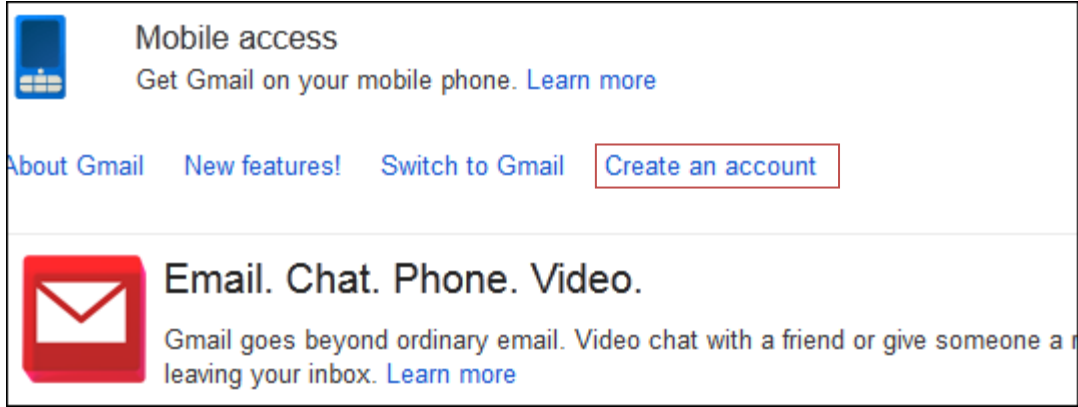 Mobile access
Get Gmail on your mobile phone. Learn more
About Gmail New features! Switch to Gmail Create an account
Email. Chat. Phone. Video.
Gmail goes beyond ordinary email. Video chat with a friend or give someone a
leaving your inbox. Learn more